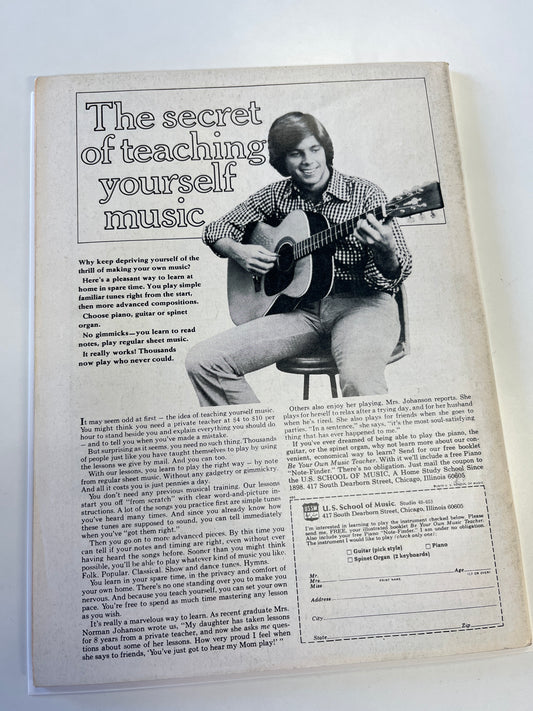 The secret
of teaching
yourself
music
Why keep depriving yourself of the
thrill of making your own music?
Here's a pleasant way to learn at
home in spare time. You play simple
familiar tunes right from the start,
then more advanced compositions.
Choose piano, guitar or spinet
organ.
No gimmicks—you learn to read
notes, play regular sheet music.
It really works! Thousands
now play who never could.
It may seem odd at first — the idea of teaching yourself music.
You might think you need a private teacher at $4 to $10 per
hour to stand beside you and explain everything you should do
— and to tell you when you've made a mistake.
But surprising as it seems, you need no such thing. Thousands
of people just like you have taught themselves to play by using
the lessons we give by mail. And you can too.
With our lessons, you learn to play the right way — by note
from regular sheet music. Without any gadgetry or gimmickry.
And all it costs you is just pennies a day.
You don't need any previous musical training. Our lessons
start you off "from scratch" with clear word-and-picture in-
structions. A lot of the songs you practice first are simple tunes
you've heard many times. And since you already know how
these tunes are supposed to sound, you can tell immediately
when you've "got them right."
Then you go on to more advanced pieces. By this time you
can tell if your notes and timing are right, even without ever
having heard the songs before. Sooner than you might think
possible, you'll be able to play whatever kind of music you like.
Folk. Popular. Classical. Show and dance tunes. Hymns.
You learn in your spare time, in the privacy and comfort of
your own home. There's no one standing over you to make you
nervous. And because you teach yourself, you can set your own
pace. You're free to spend as much time mastering any lesson
as you wish.
It's really a marvelous way to learn. As recent graduate Mrs.
Norman Johanson wrote us, "My daughter has taken lessons
for 8 years from a private teacher, and now she asks me ques-
tions about some of her lessons. How very proud I feel when
she says to friends, 'You've just got to hear my Mom play!' "
Others also enjoy her playing, Mrs. Johanson reports. She
plays for herself to relax after a trying day, and for her husband
when he's tired. She also plays for friends when she goes to
parties. "In a sentence," she says, "it's the most soul-satisfying
thing that has ever happened to me."
If you've ever dreamed of being able to play the piano, the
guitar, or the spinet organ, why not learn more about our con-
venient, economical way to learn? Send for our free booklet
Be Your Own Music Teacher. With it we'll include a free Piano
"Note-Finder." There's no obligation. Just mail the coupon to
the U.S. SCHOOL OF MUSIC, A Home Study School Since
1898. 417 South Dearborn Street, Chicago, Illinois 60605
U.S. School of Music
417 South Dearborn Street, Chicago, Illinois 60605
I'm interested in learning to play the instrument checked below. Please
send me, FREE, your illustrated booklet Be Your Own Music Teacher.
Also include your free Piano "Note-Finder." I am under no obligation.
The instrument I would like to play (check only one):
Guitar (pick style) Piano
Spinet Organ (2 keyboards)
Mr.
Mrs.
Miss Age
PRINT NAME
Address
City
State Zip